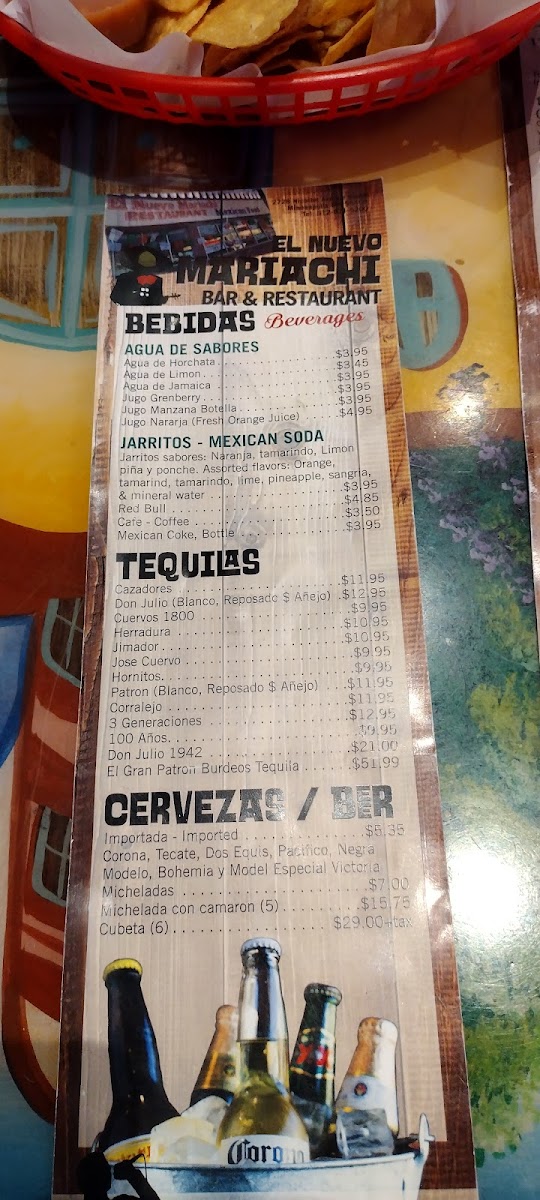 El Nuevo
RESTAURANT
EL NUEVO
MARIACHI
BAR & RESTAURANT
BEBIDAS Beverages
AGUA DE SABORES
Agua de Horchata . . . . $3.95
Agua de Limon . . . . $3.45
Agua de Jamaica . . . . $3.95
Jugo Grenberry . . . . $3.95
Jugo Manzana Botella . . . . $3.95
Jugo Nararja (Fresh Orange Juice) . . . . $4.95
JARRITOS - MEXICAN SODA
Jarritos sabores: Naranja, tamarindo, Limon
piña y ponche. Assorted flavors: Orange,
tamarind, tamarindo, lime, pineapple, sangria,
& mineral water . . . . $3.95
Red Bull . . . . $4.85
Cafe - Coffee . . . . $3.50
Mexican Coke, Bottle . . . . $3.95
TEQUILAS
Cazadores . . . . $11.95
Don Julio (Blanco, Reposado $ Añejo) . $12.95
Cuervos 1800 . . . . $9.95
Herradura . . . . $10.95
Jimador . . . . $10.95
Jose Cuervo . . . . $9.95
Hornitos . . . . $9.95
Patron (Blanco, Reposado $ Añejo) . . . $11.95
Corralejo . . . . $11.95
3 Generaciones . . . . $12.95
100 Años . . . . $9.95
Don Julio 1942 . . . . $21.00
El Gran Patron Burdeos Tequila . . . . $51.99
CERVEZAS / BEER
Importada - Imported . . . . $5.35
Corona, Tecate, Dos Equis, Pacifico, Negra
Modelo, Bohemia y Model Especial Victoria
Micheladas . . . . $7.00
Michelada con camaron (5) . . . . $15.75
Cubeta (6) . . . . $29.00+tax
Corona